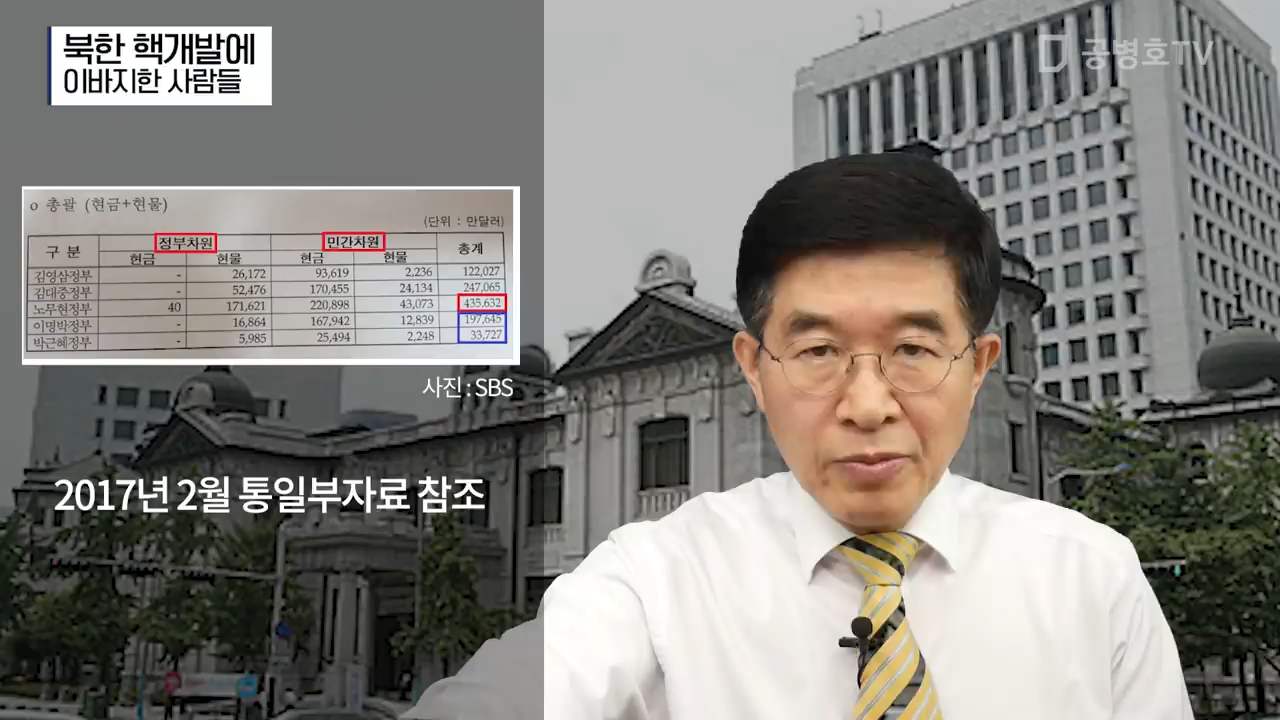 북한 핵개발에
이바지한 사람들
공병호TV
o 총괄 (현금+현물)
(단위 : 만달러)
구 분 정부차원 민간차원 총계
현금 현물 현금 현물
김영삼정부 - 26,172 93,619 2,236 122,027
김대중정부 - 52,476 170,455 24,134 247,065
노무현정부 40 171,621 220,898 43,073 435,632
이명박정부 - 16,864 167,942 12,839 197,645
박근혜정부 - 5,985 25,494 2,248 33,727
사진 : SBS
2017년 2월 통일부자료 참조